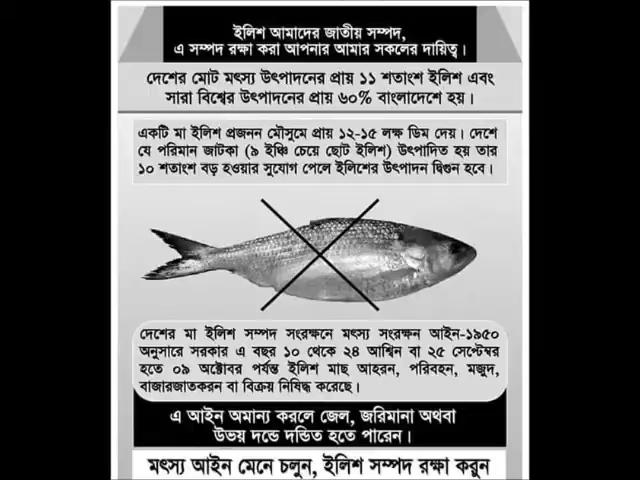 ইলিশ আমাদের জাতীয় সম্পদ,
এ সম্পদ রক্ষা করা আপনার আমার সকলের দায়িত্ব।
দেশের মোট মৎস্য উৎপাদনের প্রায় ১১ শতাংশ ইলিশ এবং
সারা বিশ্বের উৎপাদনের প্রায় ৬০% বাংলাদেশে হয়।
একটি মা ইলিশ প্রজনন মৌসুমে প্রায় ১২-১৫ লক্ষ ডিম দেয়। দেশে
যে পরিমান জাটকা (৯ ইঞ্চি চেয়ে ছোট ইলিশ) উৎপাদিত হয় তার
১০ শতাংশ বড় হওয়ার সুযোগ পেলে ইলিশের উৎপাদন দ্বিগুন হবে।
দেশের মা ইলিশ সম্পদ সংরক্ষনে মৎস্য সংরক্ষন আইন-১৯৫০
অনুসারে সরকার এ বছর ১০ থেকে ২৪ আশ্বিন বা ২৫ সেপ্টেম্বর
হতে ০৯ অক্টোবর পর্যন্ত ইলিশ মাছ আহরন, পরিবহন, মজুদ,
বাজারজাতকরন বা বিক্রয় নিষিদ্ধ করেছে।
এ আইন অমান্য করলে জেল, জরিমানা অথবা
উভয় দন্ডে দন্ডিত হতে পারেন।
মৎস্য আইন মেনে চলুন, ইলিশ সম্পদ রক্ষা করুন